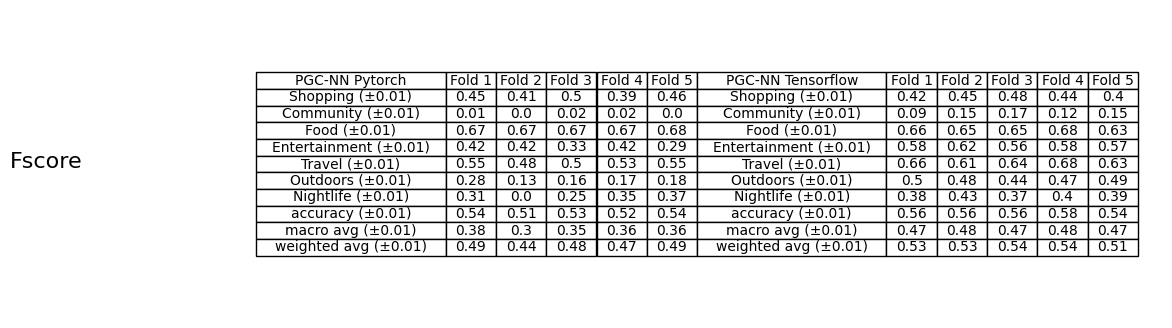 PGC-NN Pytorch Fold 1 Fold 2 Fold 3 Fold 4 Fold 5 PGC-NN Tensorflow Fold 1 Fold 2 Fold 3 Fold 4 Fold 5
Shopping (±0.01) 0.45 0.41 0.5 0.39 0.46 Shopping (±0.01) 0.42 0.45 0.48 0.44 0.4
Community (±0.01) 0.01 0.0 0.02 0.02 0.0 Community (±0.01) 0.09 0.15 0.17 0.12 0.15
Food (±0.01) 0.67 0.67 0.67 0.67 0.68 Food (±0.01) 0.66 0.65 0.65 0.68 0.63
Entertainment (±0.01) 0.42 0.42 0.33 0.42 0.29 Entertainment (±0.01) 0.58 0.62 0.56 0.58 0.57
Fscore
Travel (±0.01) 0.55 0.48 0.5 0.53 0.55 Travel (±0.01) 0.66 0.61 0.64 0.68 0.63
Outdoors (±0.01) 0.28 0.13 0.16 0.17 0.18 Outdoors (±0.01) 0.5 0.48 0.44 0.47 0.49
Nightlife (±0.01) 0.31 0.0 0.25 0.35 0.37 Nightlife (±0.01) 0.38 0.43 0.37 0.4 0.39
accuracy (±0.01) 0.54 0.51 0.53 0.52 0.54 accuracy (±0.01) 0.56 0.56 0.56 0.58 0.54
macro avg (±0.01) 0.38 0.3 0.35 0.36 0.36 macro avg (±0.01) 0.47 0.48 0.47 0.48 0.47
weighted avg (±0.01) 0.49 0.44 0.48 0.47 0.49 weighted avg (±0.01) 0.53 0.53 0.54 0.54 0.51